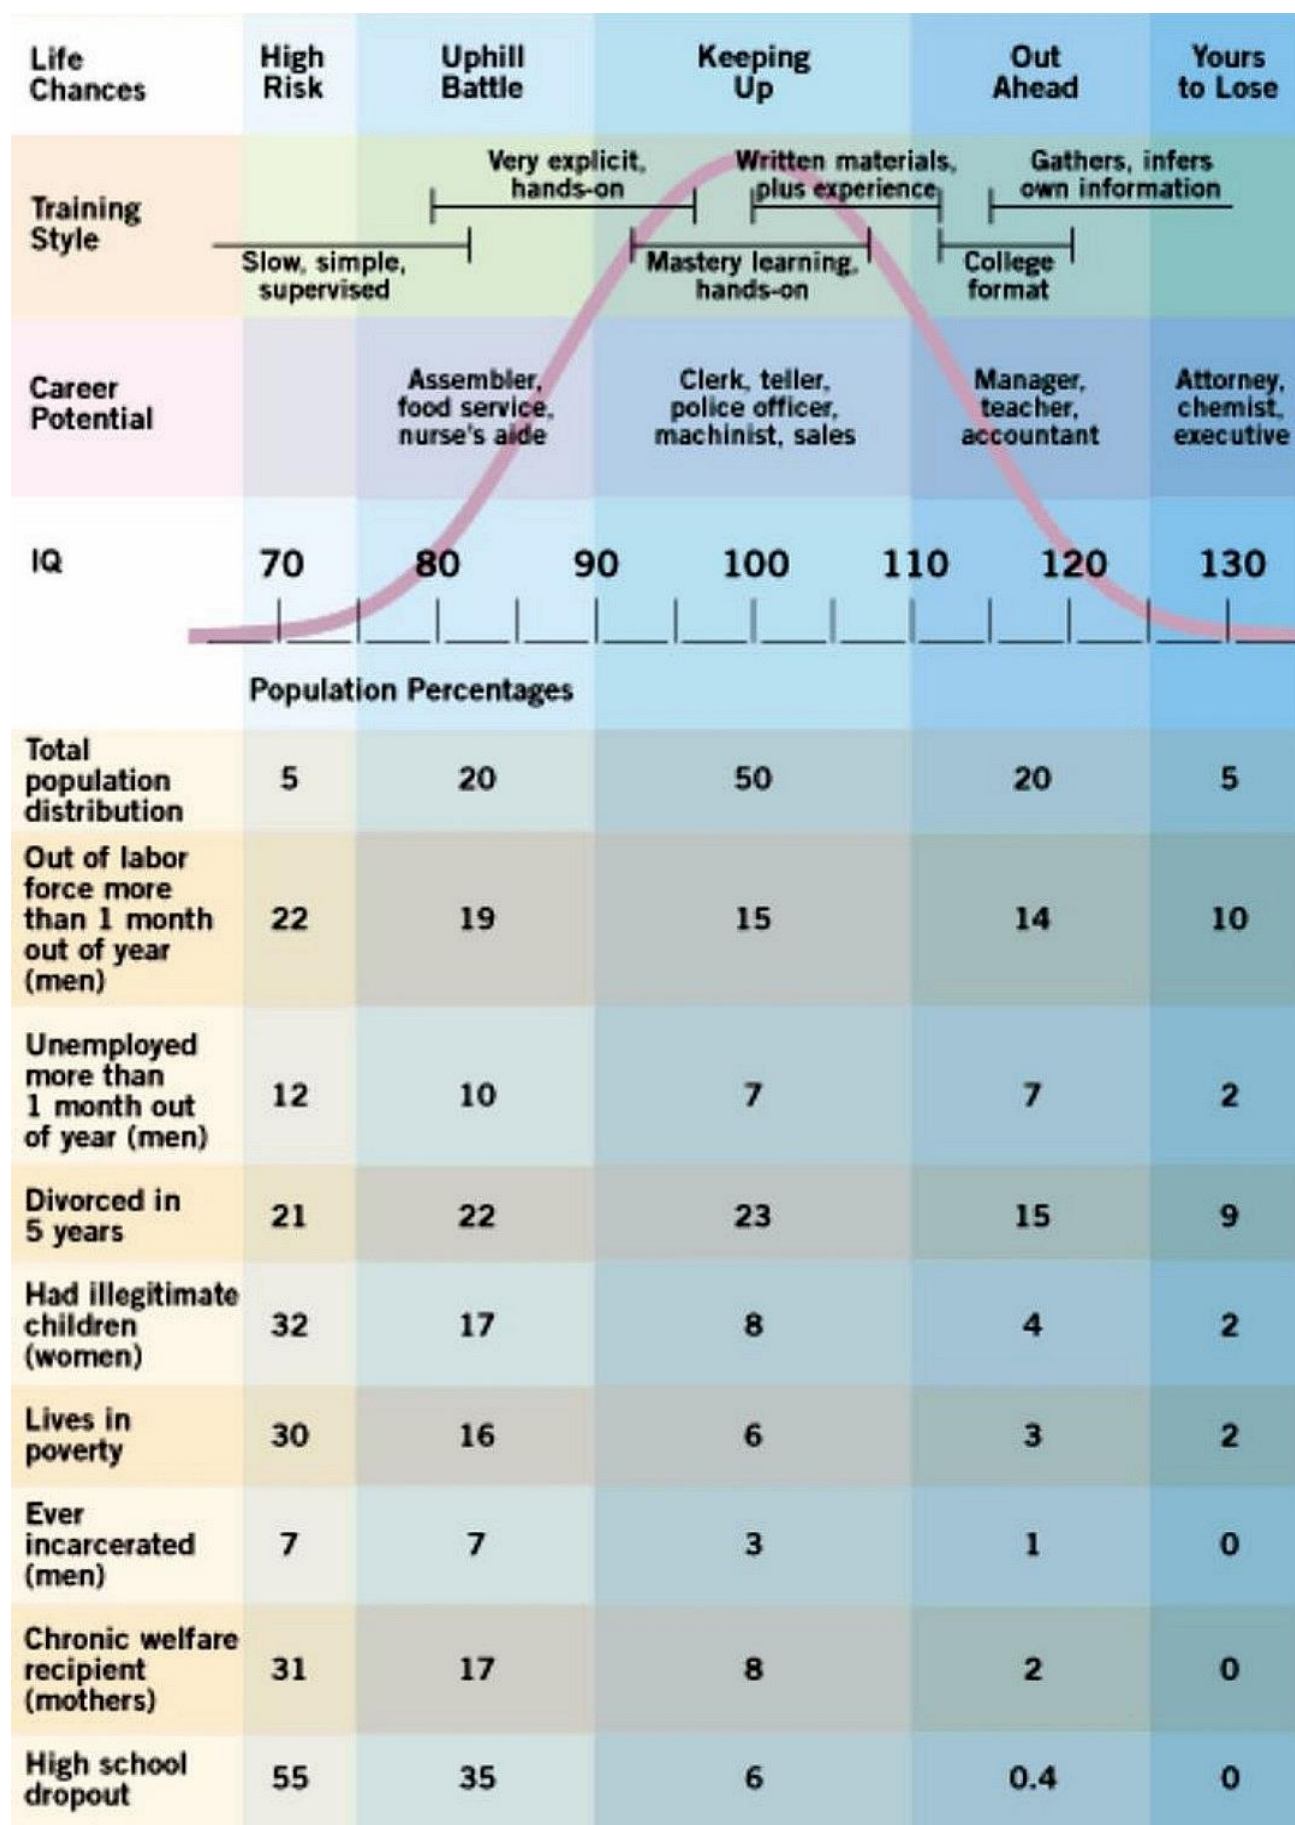 Life
Chances
High
Risk
Uphill
Battle
Keeping
Up
Out
Ahead
Yours
to Lose
Training
Style
Very explicit,
hands-on
Written materials,
plus experience
Gathers, infers
own information
Slow, simple,
supervised
Mastery learning,
hands-on
College
format
Career
Potential
Assembler,
food service,
nurse's aide
Clerk, teller,
police officer,
machinist, sales
Manager,
teacher,
accountant
Attorney,
chemist,
executive
IQ 70 80 90 100 110 120 130
Population Percentages
Total
population
distribution
5 20 50 20 5
Out of labor
force more
than 1 month
out of year
(men)
22 19 15 14 10
Unemployed
more than
1 month out
of year (men)
12 10 7 7 2
Divorced in
5 years
21 22 23 15 9
Had illegitimate
children
(women)
32 17 8 4 2
Lives in
poverty
30 16 6 3 2
Ever
incarcerated
(men)
7 7 3 1 0
Chronic welfare
recipient
(mothers)
31 17 8 2 0
High school
dropout
55 35 6 0.4 0